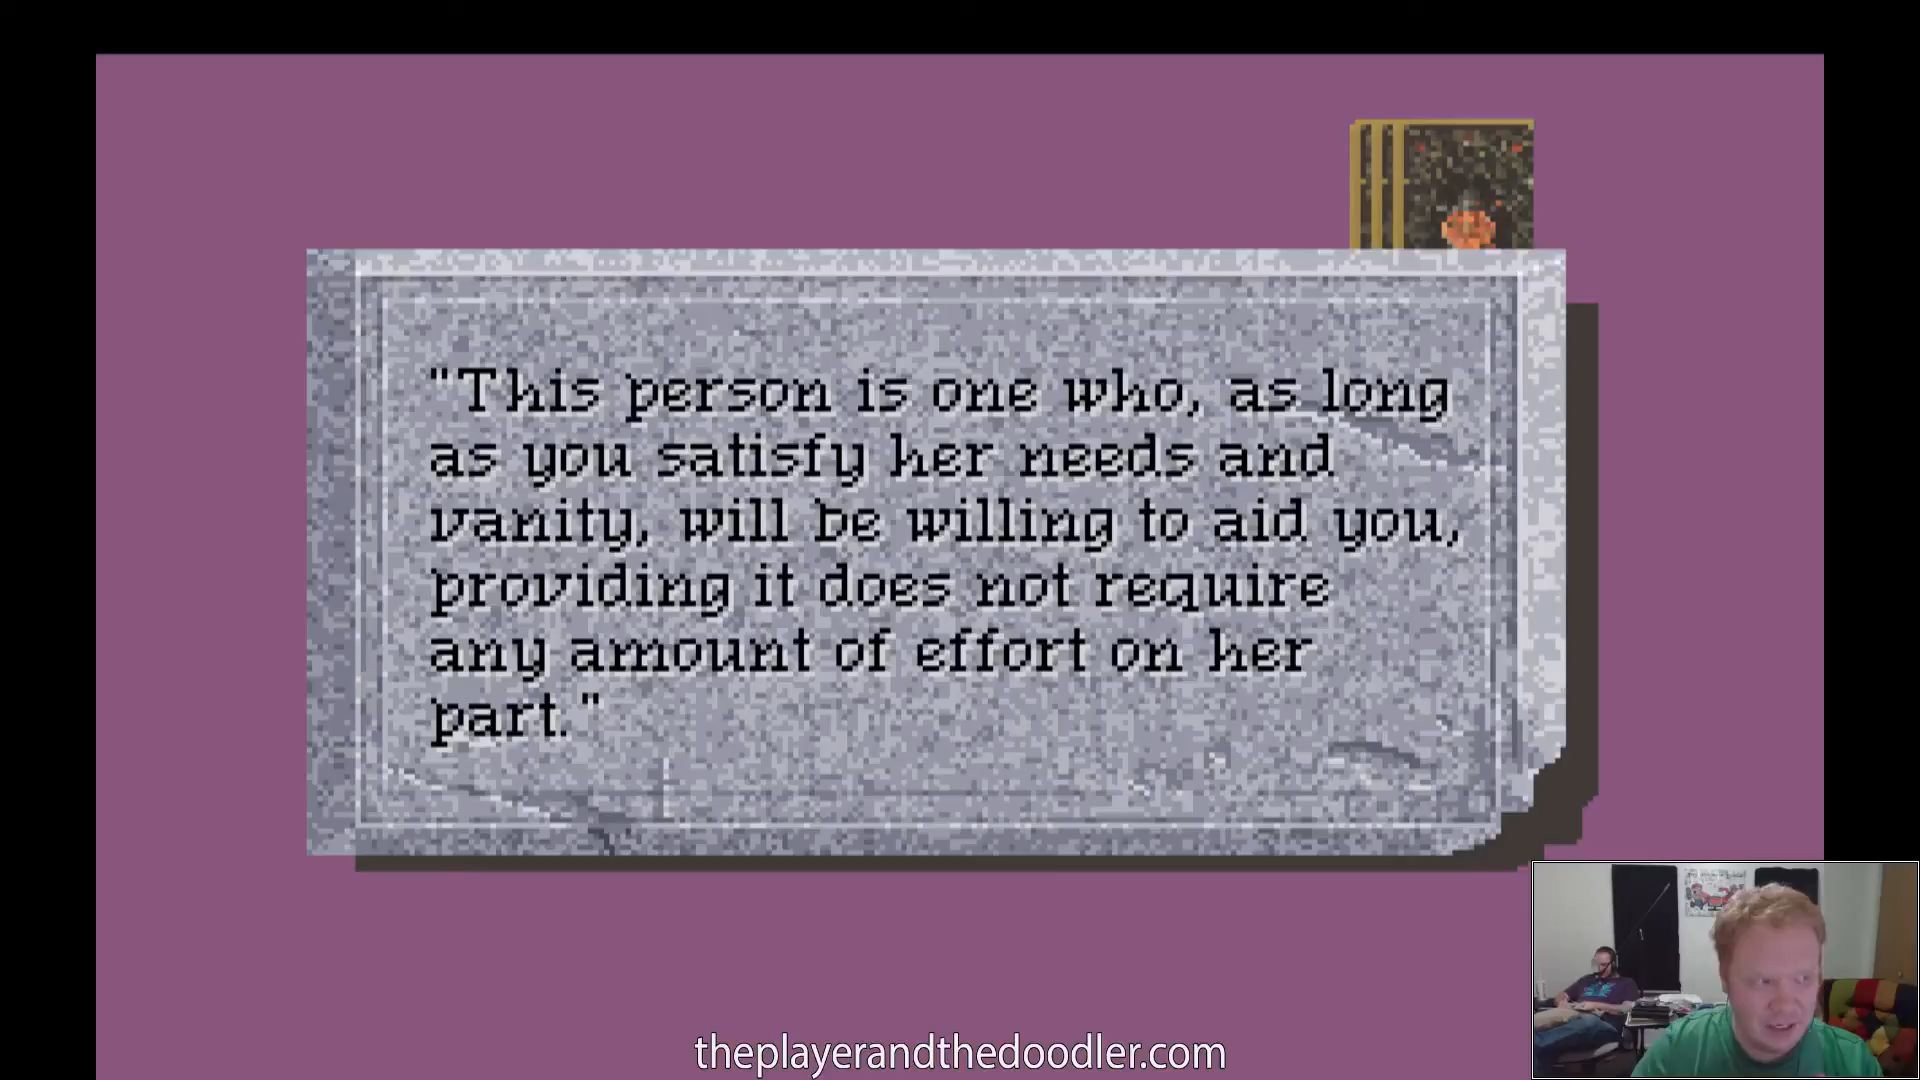 "This person is one who, as long
as you satisfy her needs and
vanity, will be willing to aid you,
providing it does not require
any amount of effort on her
part."
theplayerandthedoodler.com